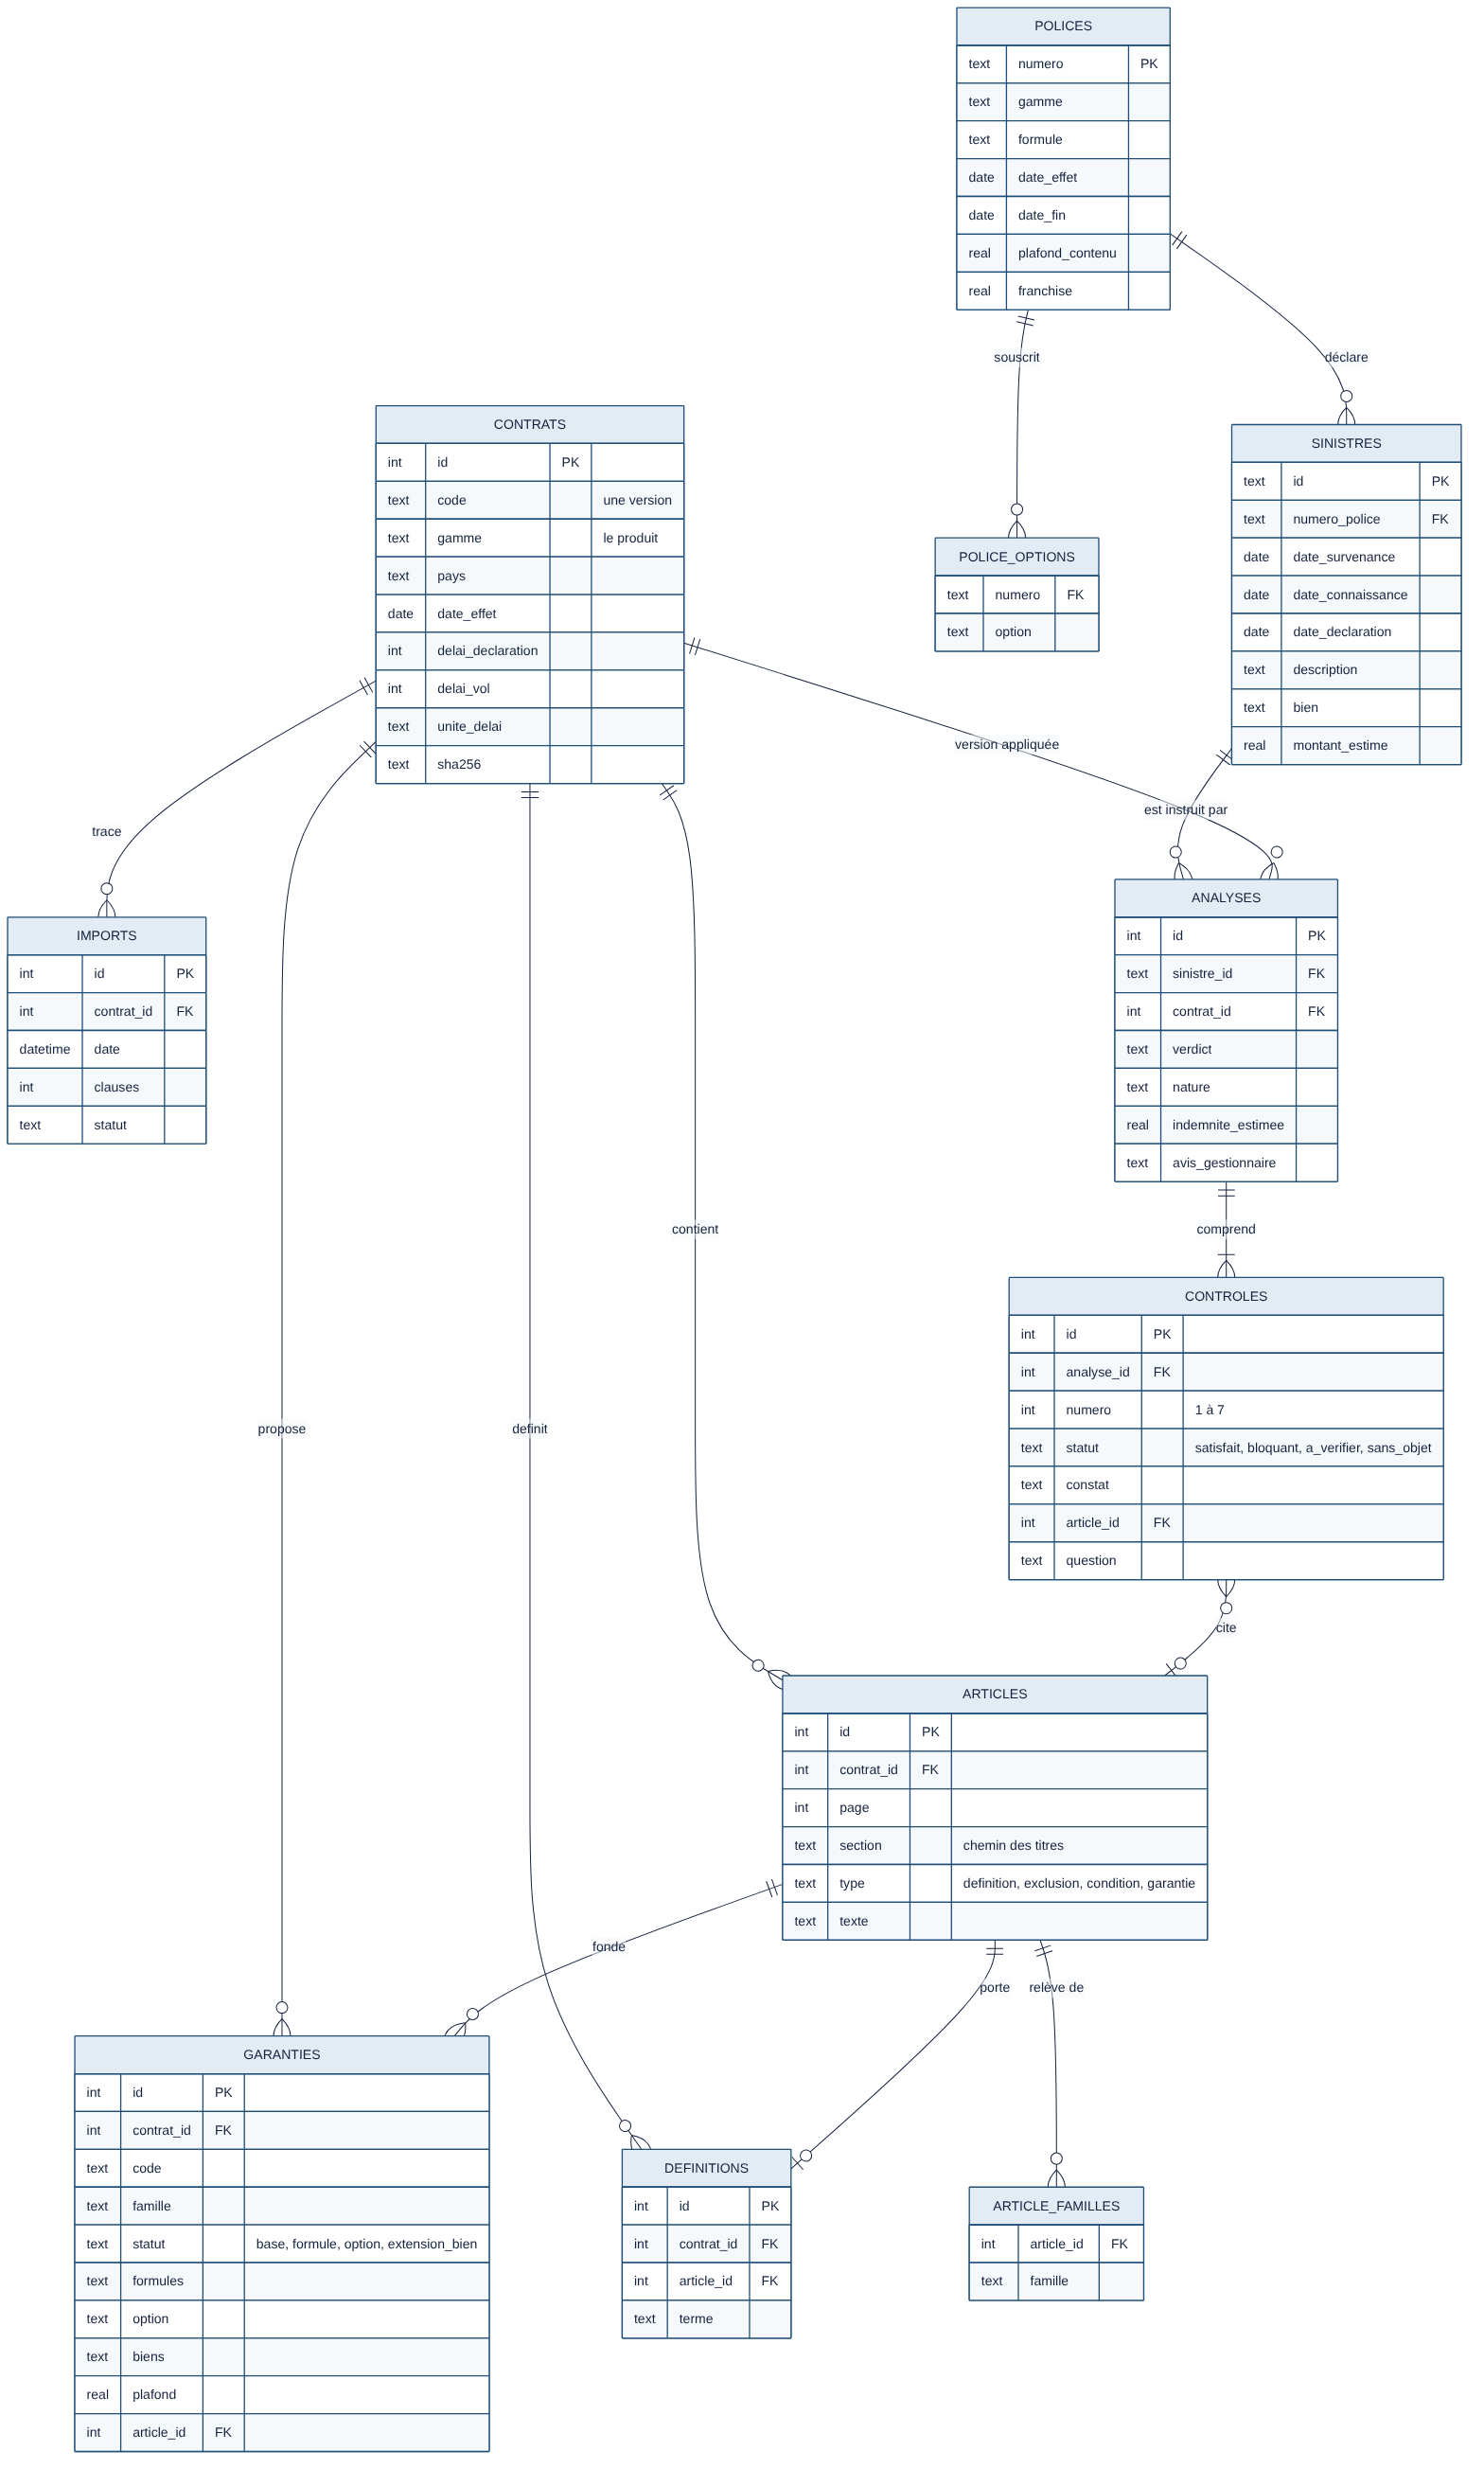 POLICES
text numero PK
text gamme
text formule
date date_effet
date date_fin
real plafond_contenu
real franchise
souscrit
déclare
CONTRATS
int id PK
text code une version
text gamme le produit
text pays
date date_effet
int delai_declaration
int delai_vol
text unite_delai
text sha256
SINISTRES
text id PK
text numero_police FK
date date_survenance
date date_connaissance
date date_declaration
text description
text bien
real montant_estime
POLICE_OPTIONS
text numero FK
text option
version appliquée
est instruit par
trace
IMPORTS
int id PK
int contrat_id FK
datetime date
int clauses
text statut
ANALYSES
int id PK
text sinistre_id FK
int contrat_id FK
text verdict
text nature
real indemnite_estimee
text avis_gestionnaire
contient
comprend
CONTROLES
int id PK
int analyse_id FK
int numero 1 à 7
text statut satisfait, bloquant, a_verifier, sans_objet
text constat
int article_id FK
text question
propose
definit
cite
ARTICLES
int id PK
int contrat_id FK
int page
text section chemin des titres
text type definition, exclusion, condition, garantie
text texte
fonde
porte
relève de
GARANTIES
int id PK
int contrat_id FK
text code
text famille
text statut base, formule, option, extension_bien
text formules
text option
text biens
real plafond
int article_id FK
DEFINITIONS
int id PK
int contrat_id FK
int article_id FK
text terme
ARTICLE_FAMILLES
int article_id FK
text famille